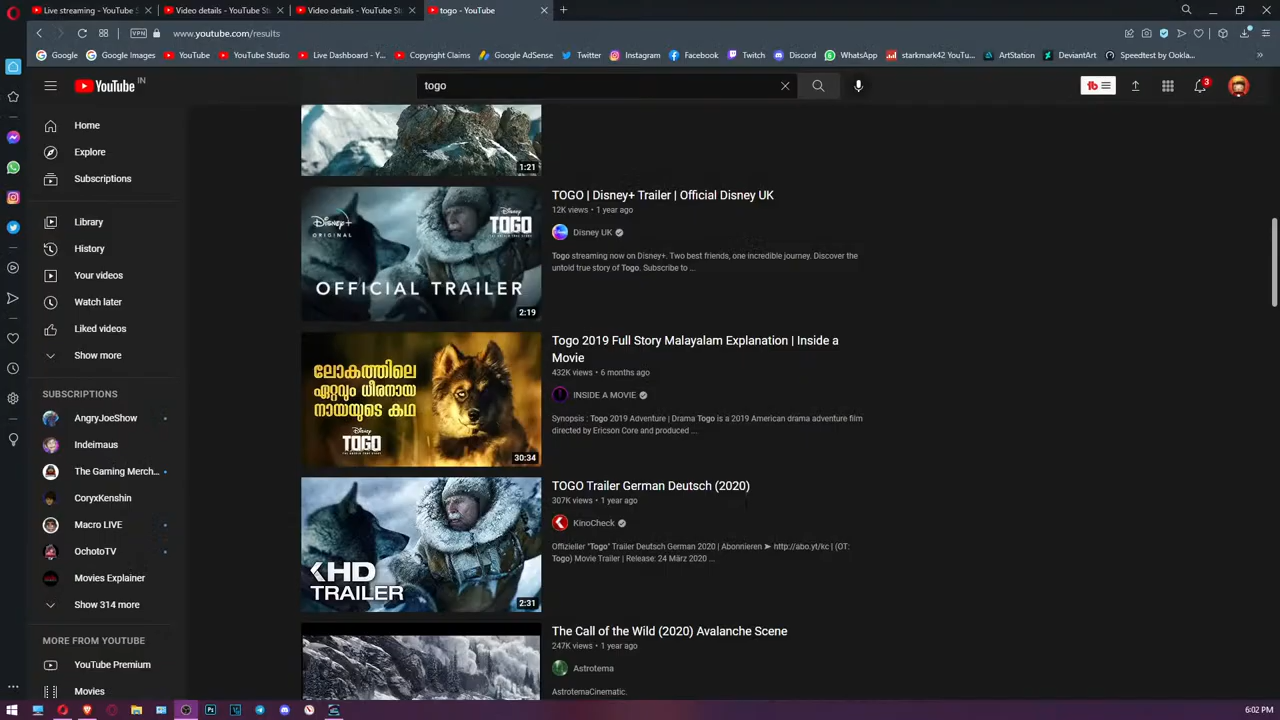 Live streaming - YouTube S
Video details - YouTube Stu
Video details - YouTube St
togo - YouTube
VPN
www.youtube.com/results
Google
Google Images
YouTube
YouTube Studio
Live Dashboard - Y...
Copyright Claims
Google AdSense
Twitter
Instagram
Facebook
Twitch
Discord
WhatsApp
starkmark42 YouTu...
ArtStation
DeviantArt
Speedtest by Ookla...
YouTube IN
togo
tb
3
Home
Explore
Subscriptions
Library
History
Your videos
Watch later
Liked videos
Show more
SUBSCRIPTIONS
AngryJoeShow
Indeimaus
The Gaming Merch...
CoryxKenshin
Macro LIVE
OchotoTV
Movies Explainer
Show 314 more
MORE FROM YOUTUBE
YouTube Premium
Movies
1:21
Disney+
ORIGINAL
Disney
TOGO
OFFICIAL TRAILER
2:19
TOGO | Disney+ Trailer | Official Disney UK
12K views • 1 year ago
Disney UK
Togo streaming now on Disney+. Two best friends, one incredible journey. Discover the
untold true story of Togo. Subscribe to ...
ലോകത്തിലെ
ഏറ്റവും ധീരനായ
നായയുടെ കഥ
Disney
TOGO
30:34
Togo 2019 Full Story Malayalam Explanation | Inside a
Movie
432K views • 6 months ago
INSIDE A MOVIE
Synopsis : Togo 2019 Adventure | Drama Togo is a 2019 American drama adventure film
directed by Ericson Core and produced ...
KHD
TRAILER
2:31
TOGO Trailer German Deutsch (2020)
307K views • 1 year ago
KinoCheck
Offizieller "Togo" Trailer Deutsch German 2020 | Abonnieren ➤ http://abo.yt/kc | (OT:
Togo) Movie Trailer | Release: 24 März 2020 ...
The Call of the Wild (2020) Avalanche Scene
247K views • 1 year ago
Astrotema
AstrotemaCinematic.
6:02 PM